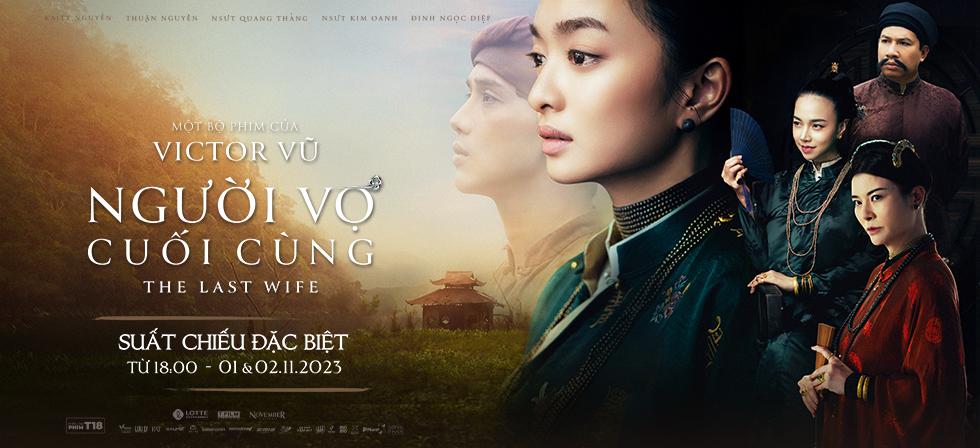 KAITY NGUYỄN THUẬN NGUYỄN NSƯT QUANG THẮNG NSƯT KIM OANH ĐINH NGỌC DIỆP
MỘT BỘ PHIM CỦA
VICTOR VŨ
NGƯỜI VỢ
CUỐI CÙNG
THE LAST WIFE
SUẤT CHIẾU ĐẶC BIỆT
TỪ 18:00 - 01 & 02.11.2023
LOTTE NOVEMBER
PHIM T18